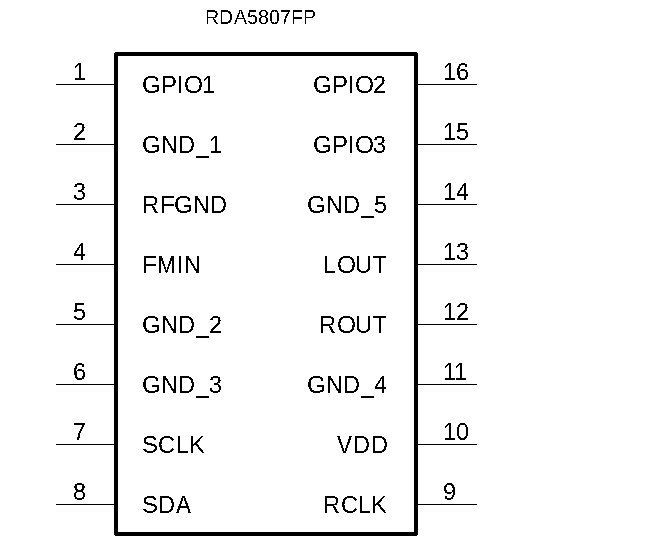 RDA5807FP
1 GPIO1 GPIO2 16
2 GND_1 GPIO3 15
3 RFGND GND_5 14
4 FMIN LOUT 13
5 GND_2 ROUT 12
6 GND_3 GND_4 11
7 SCLK VDD 10
8 SDA RCLK 9